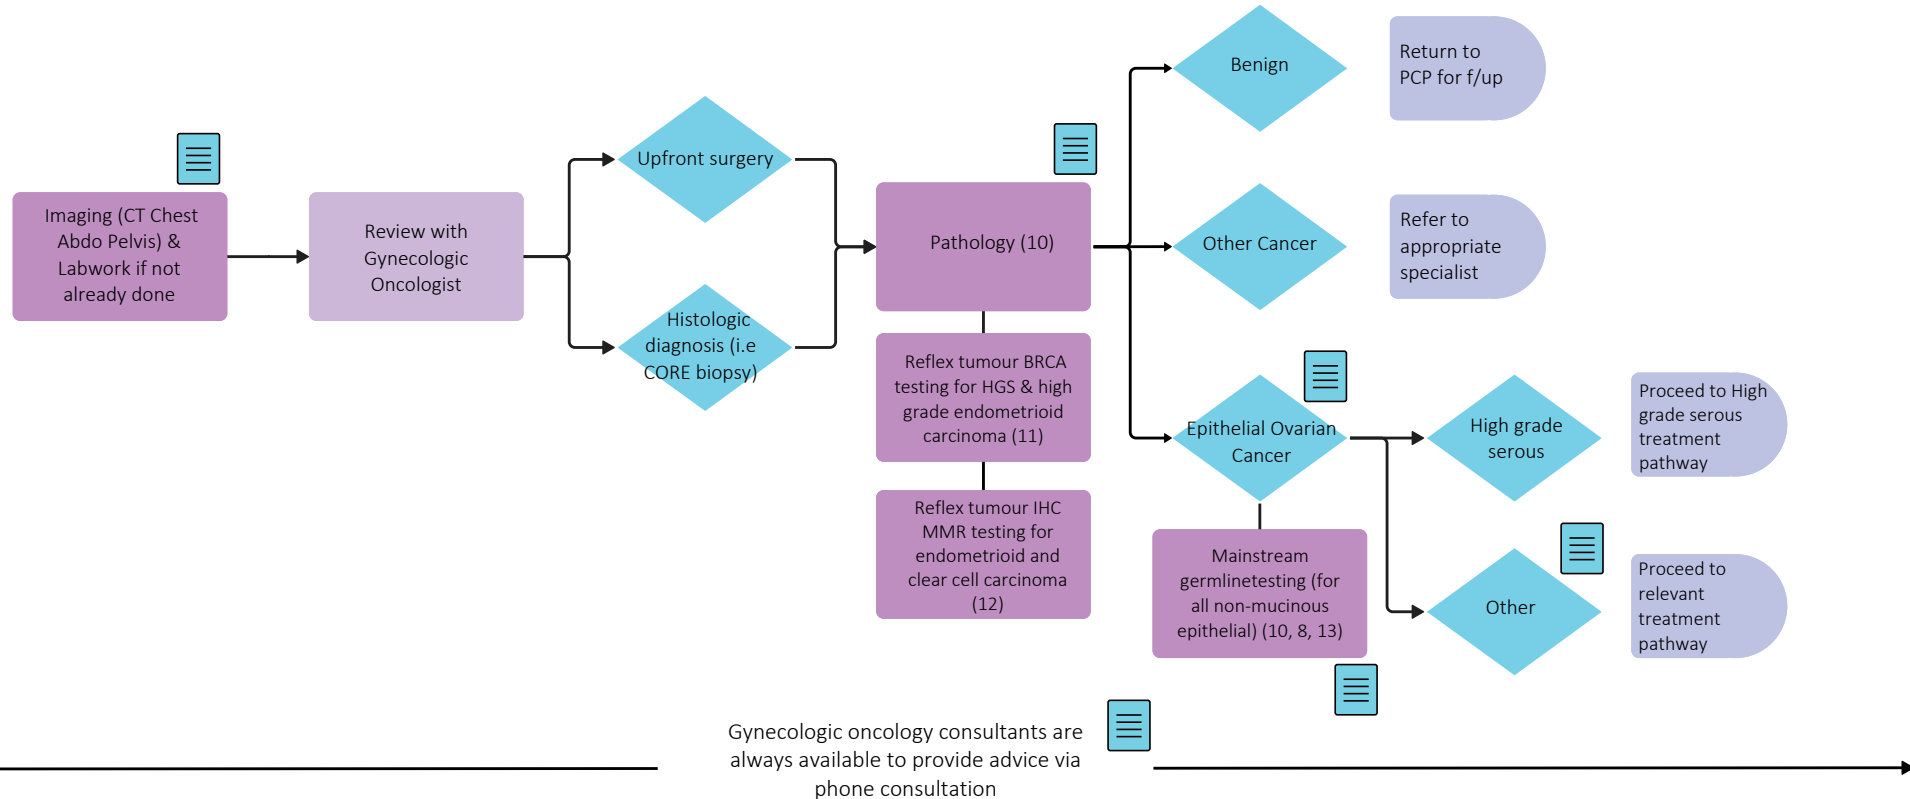 Imaging (CT Chest
Abdo Pelvis) &
Labwork if not
already done
Review with
Gynecologic
Oncologist
Upfront surgery
Histologic
diagnosis (i.e
CORE biopsy)
Pathology (10)
Reflex tumour BRCA
testing for HGS & high
grade endometrioid
carcinoma (11)
Reflex tumour IHC
MMR testing for
endometrioid and
clear cell carcinoma
(12)
Benign
Return to
PCP for f/up
Other Cancer
Refer to
appropriate
specialist
Epithelial Ovarian
Cancer
Mainstream
germlinetesting (for
all non-mucinous
epithelial) (10, 8, 13)
High grade
serous
Proceed to High
grade serous
treatment
pathway
Other
Proceed to
relevant
treatment
pathway
Gynecologic oncology consultants are
always available to provide advice via
phone consultation